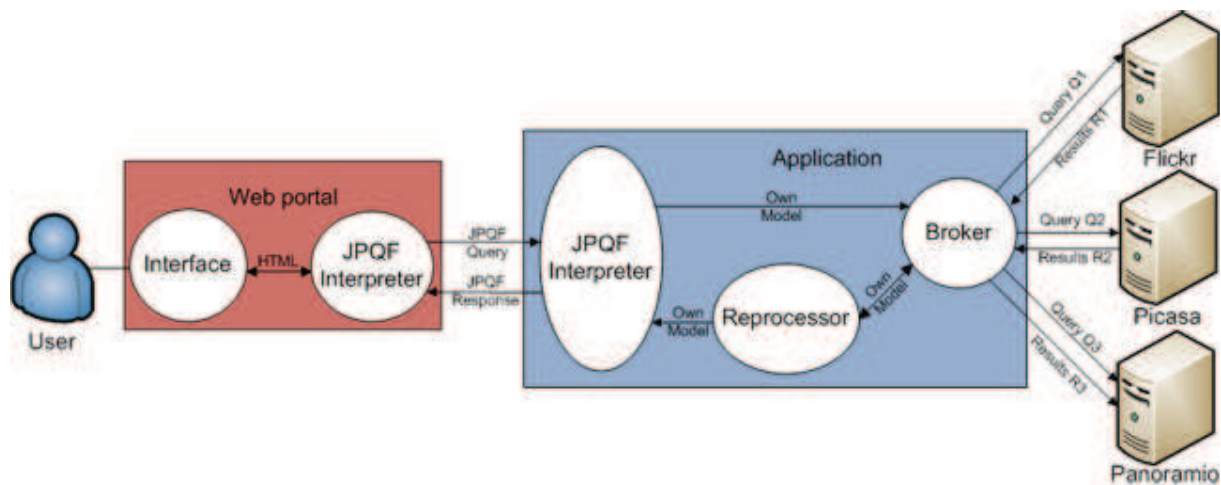 User
Web portal
Interface
HTML
JPQF
Interpreter
JPQF
Query
JPQF
Response
Application
JPQF
Interpreter
Own
Model
Broker
Own
Model
Reprocessor
Own
Model
Query Q1
Results R1
Flickr
Query Q2
Results R2
Picasa
Query Q3
Results R3
Panoramio